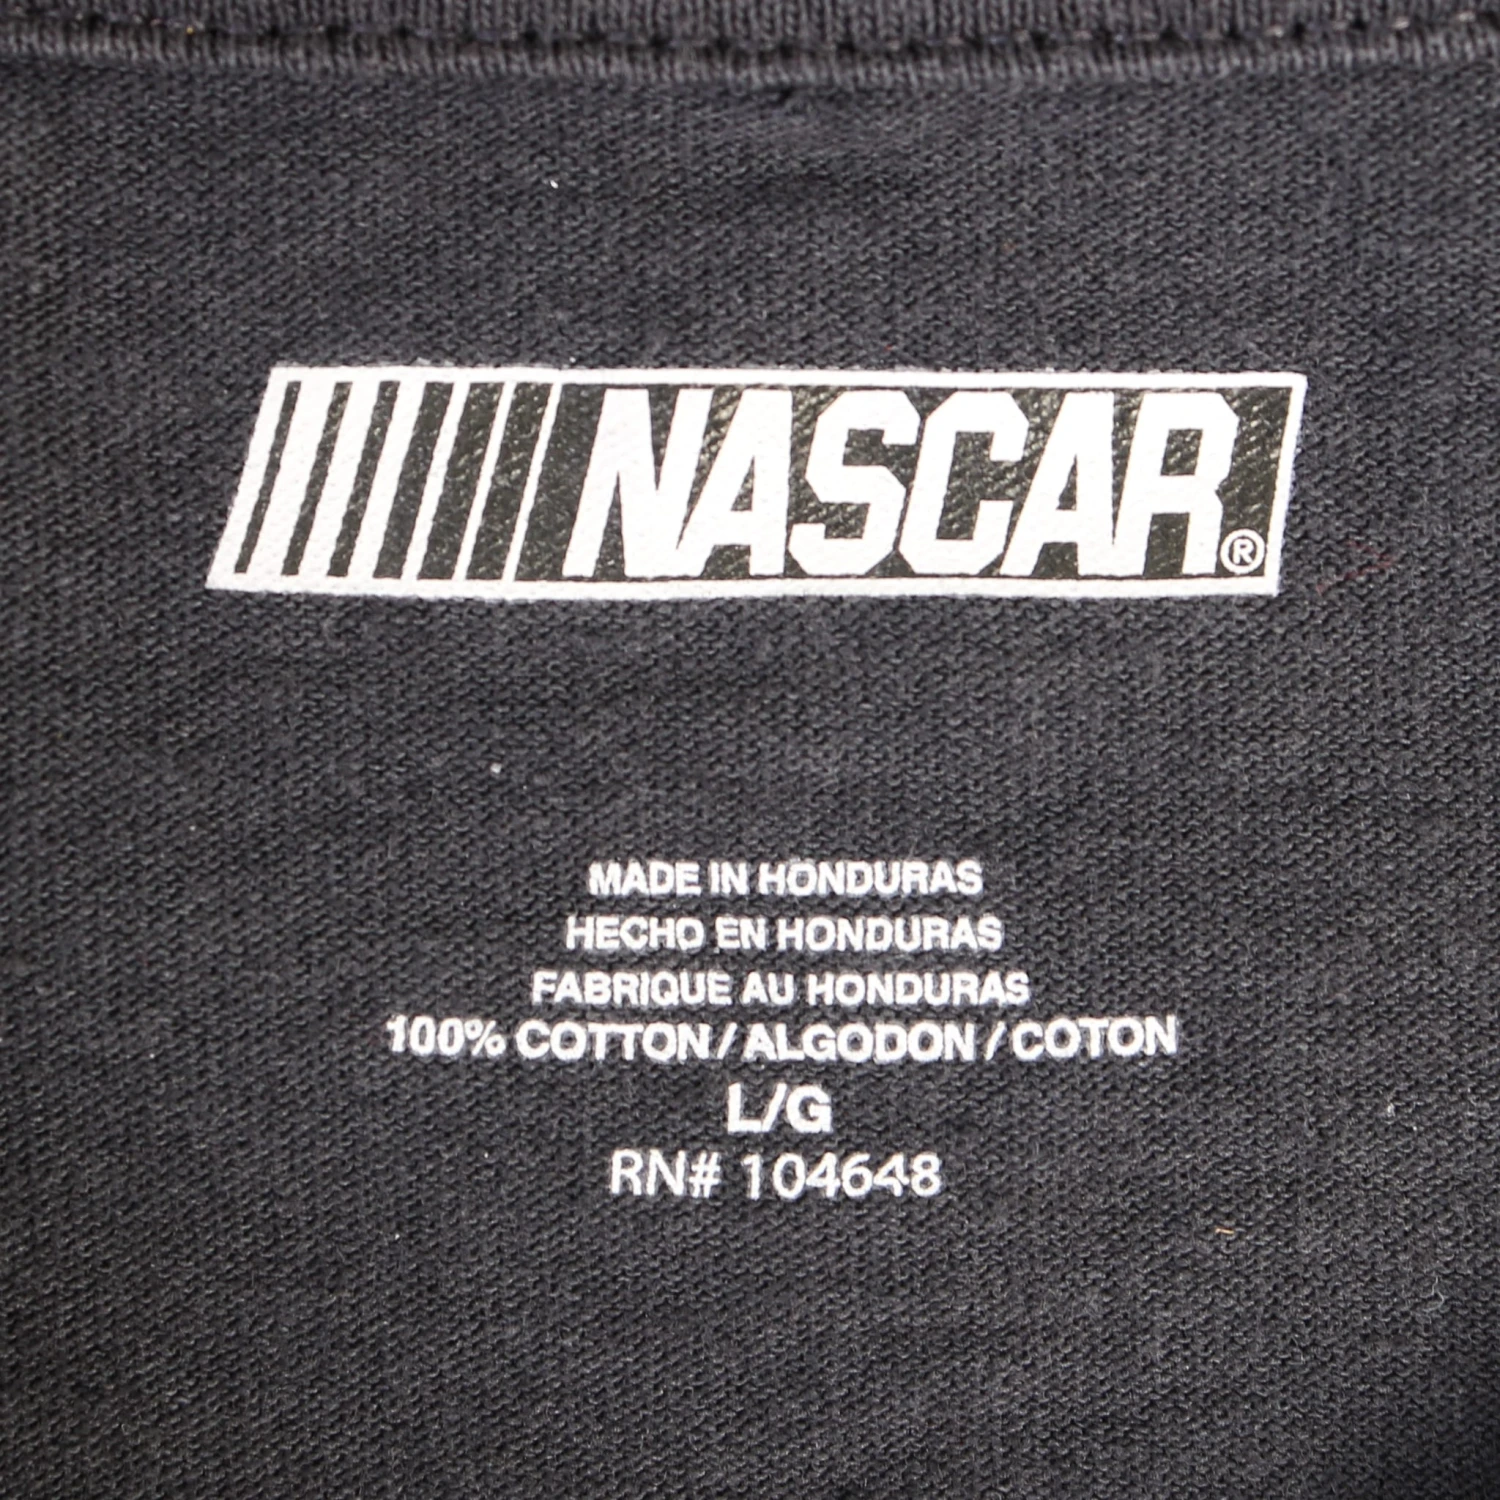 NASCAR®
MADE IN HONDURAS
HECHO EN HONDURAS
FABRIQUE AU HONDURAS
100% COTTON / ALGODON / COTON
L/G
RN# 104648